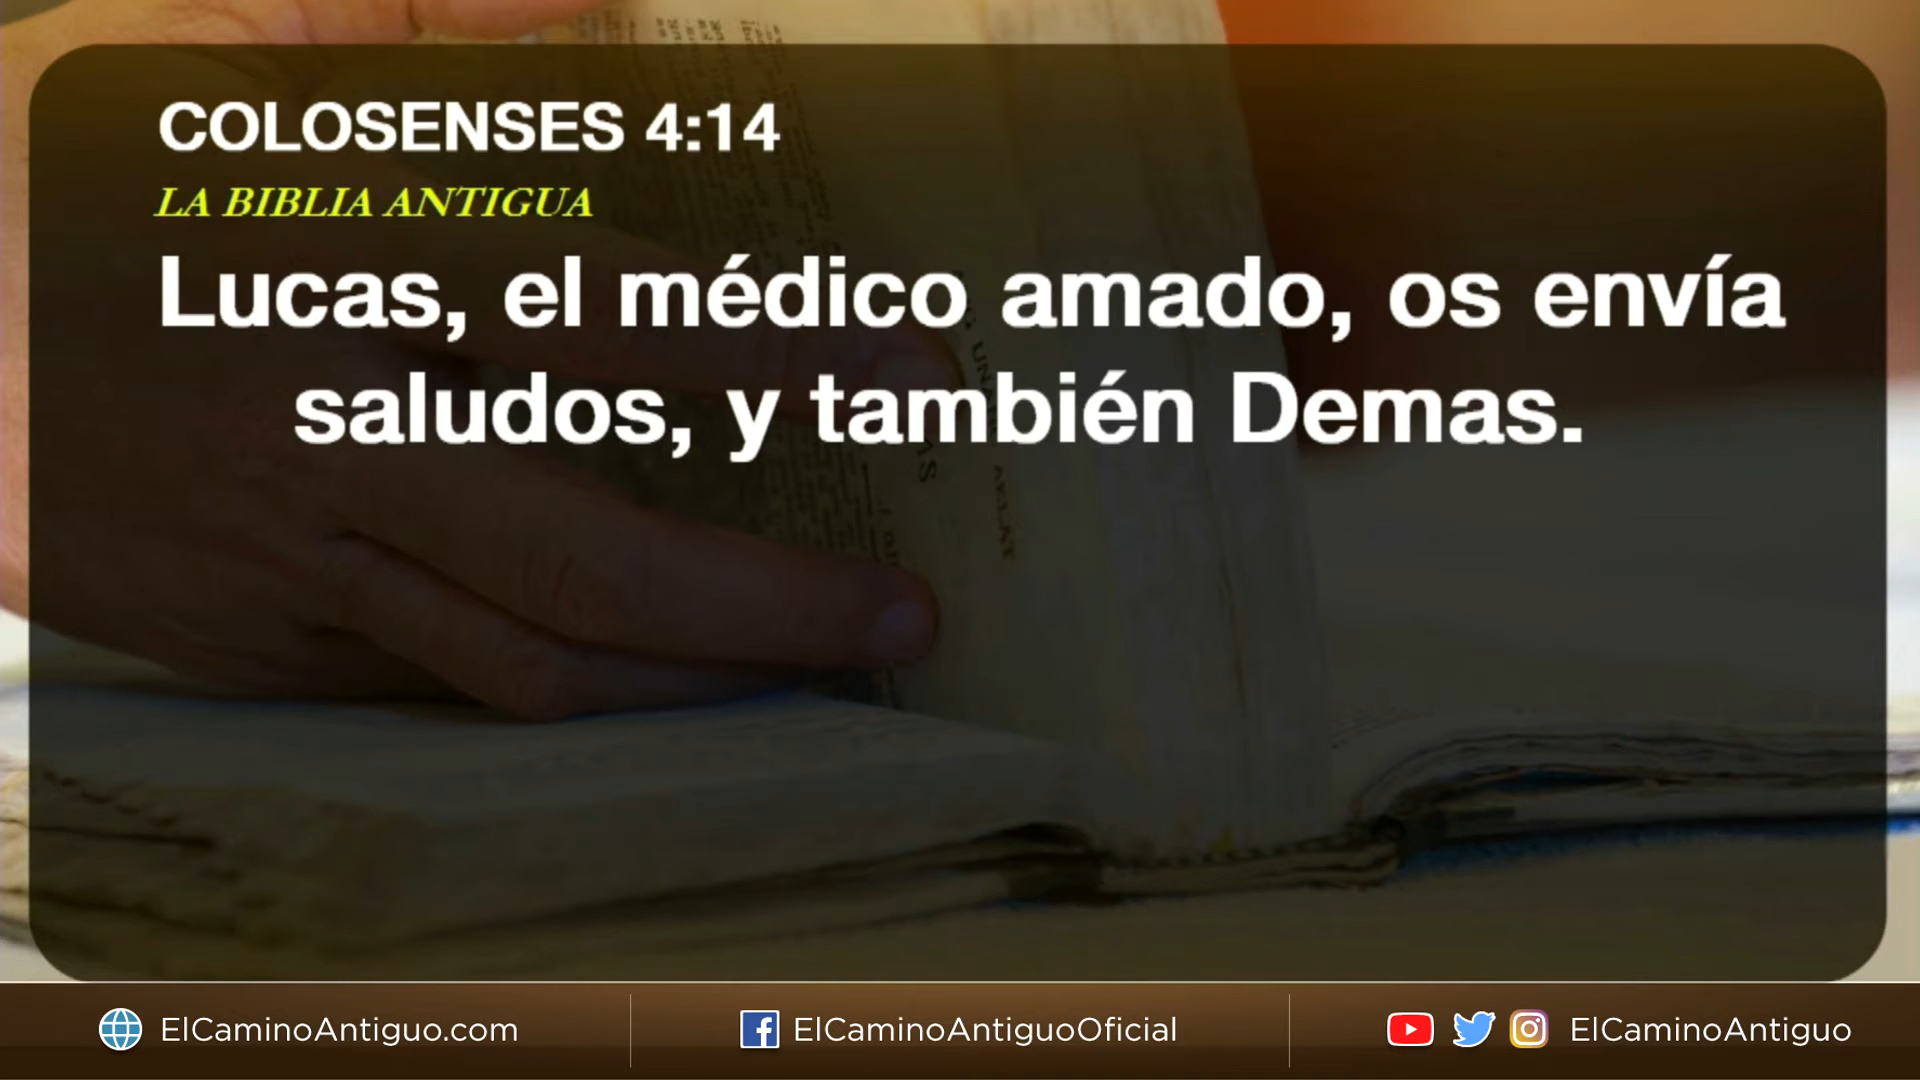 COLOSENSES 4:14
LA BIBLIA ANTIGUA
Lucas, el médico amado, os envía
saludos, y también Demas.
ElCaminoAntiguo.com
ElCaminoAntiguoOficial
ElCaminoAntiguo